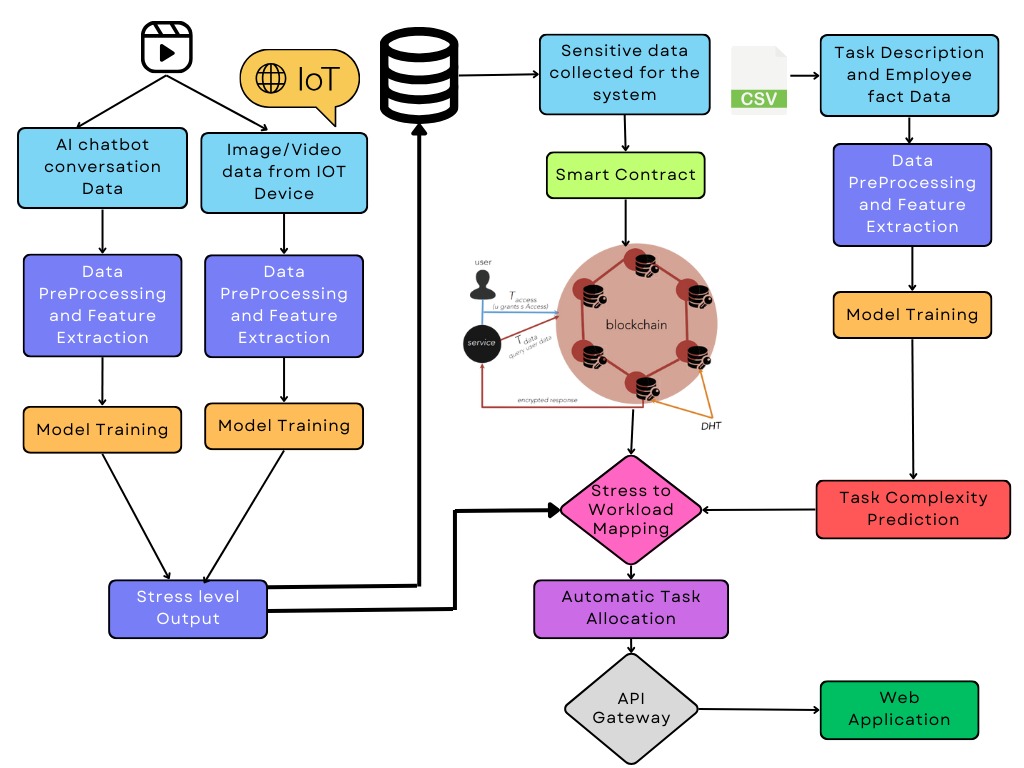 IoT
AI chatbot
conversation
Data
Image/Video
data from IOT
Device
Data
PreProcessing
and Feature
Extraction
Data
PreProcessing
and Feature
Extraction
Model Training
Model Training
Stress level
Output
Sensitive data
collected for the
system
Smart Contract
user
T access
(u grants s Access)
service
T data
query user data
blockchain
encrypted response
DHT
CSV
Task Description
and Employee
fact Data
Data
PreProcessing
and Feature
Extraction
Model Training
Task Complexity
Prediction
Stress to
Workload
Mapping
Automatic Task
Allocation
API
Gateway
Web
Application